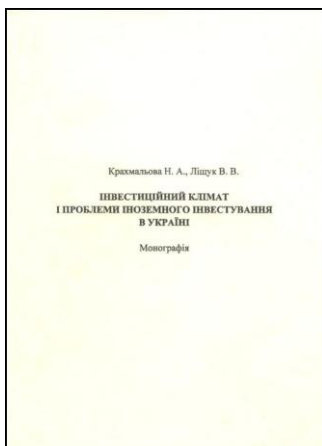 Крахмальова Н. А., Ліщук В. В.
ІНВЕСТИЦІЙНИЙ КЛІМАТ
І ПРОБЛЕМИ ІНОЗЕМНОГО ІНВЕСТУВАННЯ
В УКРАЇНІ
Монографія